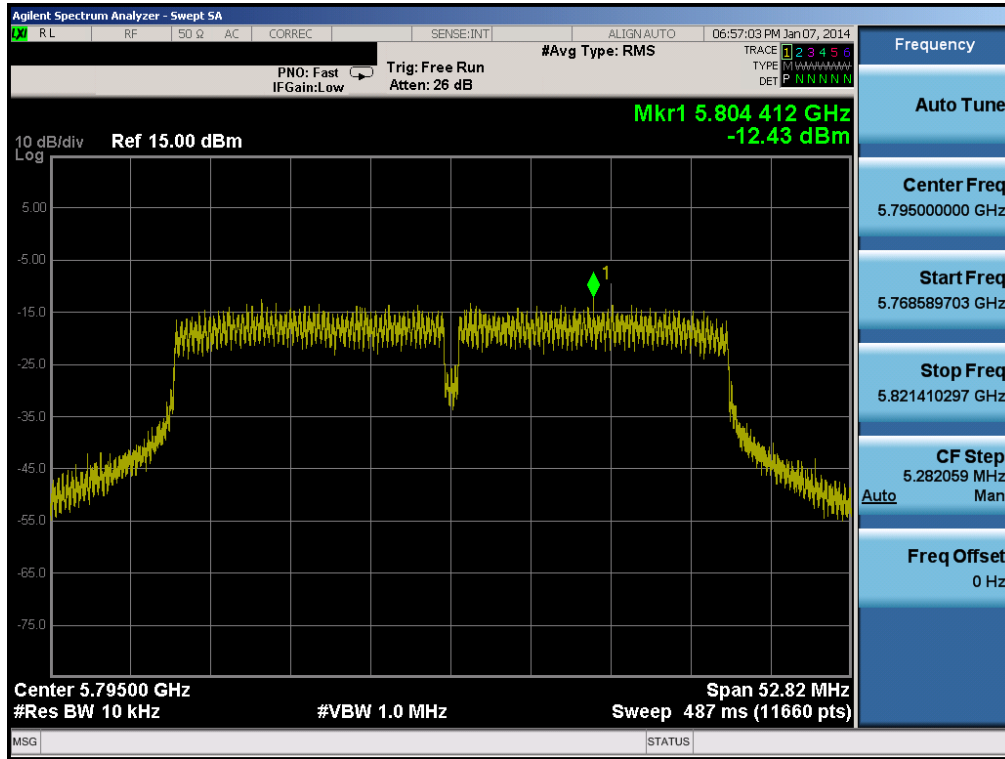 Agilent Spectrum Analyzer - Swept SA
LXI RL RF 50 Ω AC CORREC SENSE:INT ALIGN AUTO 06:57:03 PM Jan 07, 2014
#Avg Type: RMS TRACE 1 2 3 4 5 6
PNO: Fast Trig: Free Run TYPE M WWWWW
IFGain:Low Atten: 26 dB DET P N N N N N
Mkr1 5.804 412 GHz
-12.43 dBm
10 dB/div Ref 15.00 dBm
Log
5.00
-5.00
1
-15.0
-25.0
-35.0
-45.0
-55.0
-65.0
-75.0
Center 5.79500 GHz Span 52.82 MHz
#Res BW 10 kHz #VBW 1.0 MHz Sweep 487 ms (11660 pts)
MSG STATUS
Frequency
Auto Tune
Center Freq
5.795000000 GHz
Start Freq
5.768589703 GHz
Stop Freq
5.821410297 GHz
CF Step
5.282059 MHz
Auto Man
Freq Offset
0 Hz